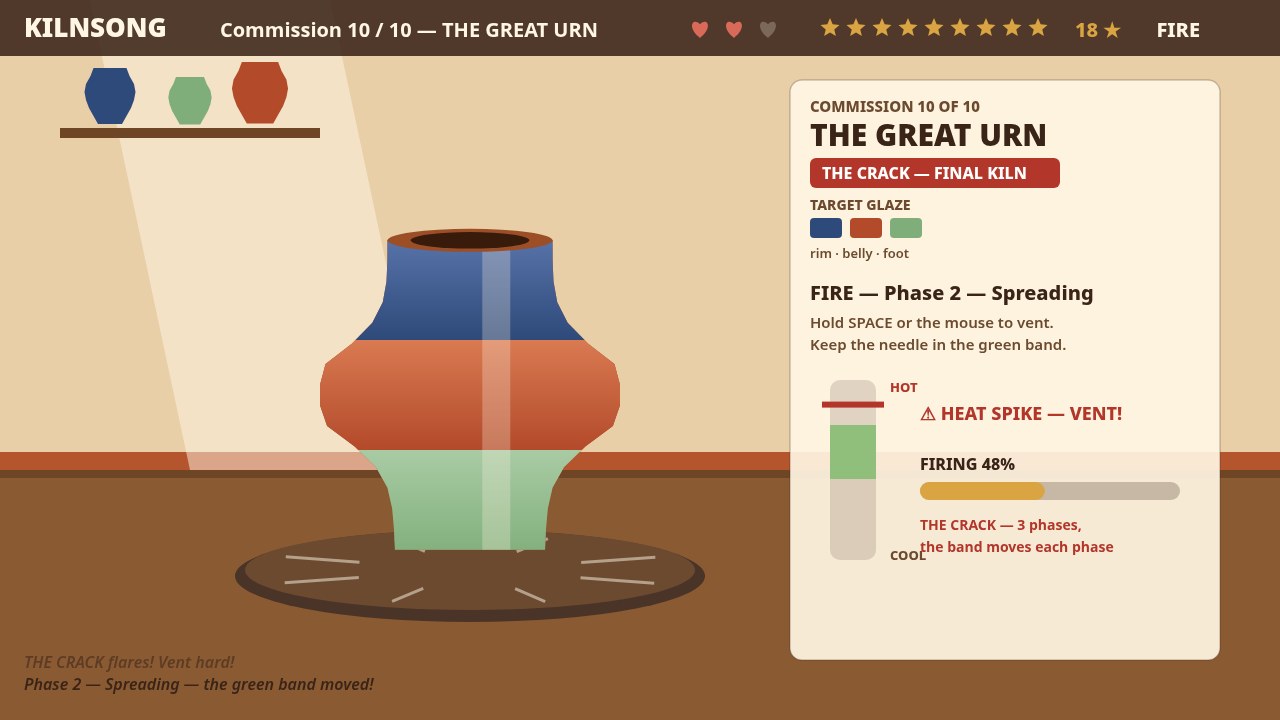 KILNSONG
Commission 10 / 10 — THE GREAT URN
18 ★
FIRE
COMMISSION 10 OF 10
THE GREAT URN
THE CRACK — FINAL KILN
TARGET GLAZE
rim · belly · foot
FIRE — Phase 2 — Spreading
Hold SPACE or the mouse to vent.
Keep the needle in the green band.
HOT
⚠ HEAT SPIKE — VENT!
FIRING 48%
THE CRACK — 3 phases,
the band moves each phase
COOL
THE CRACK flares! Vent hard!
Phase 2 — Spreading — the green band moved!